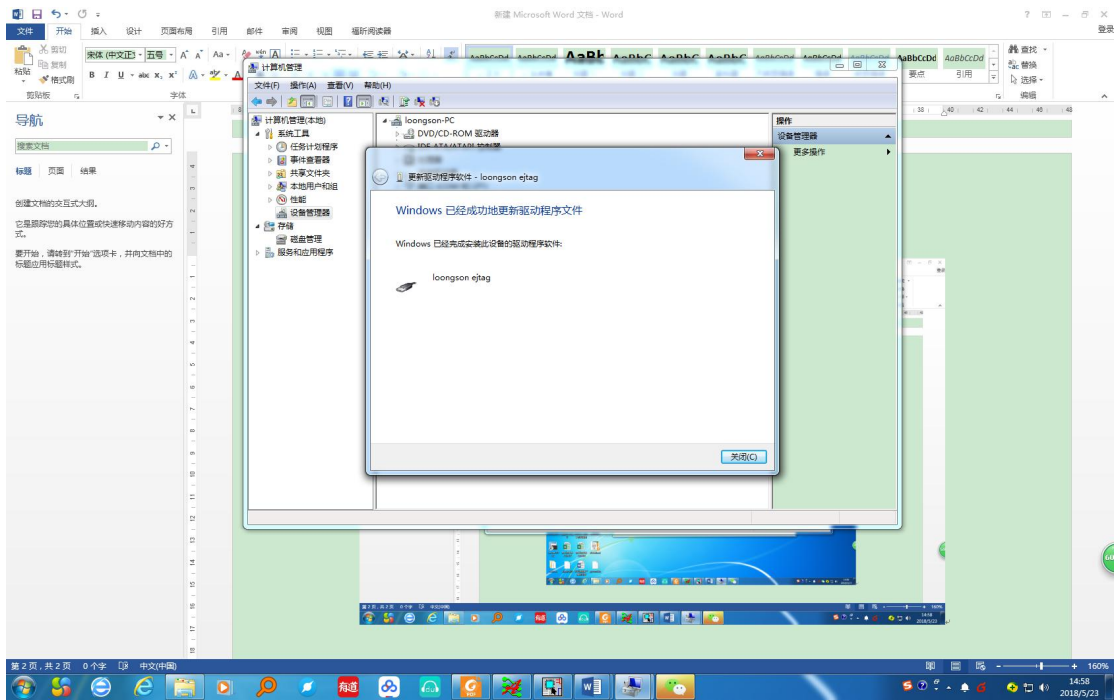 新建 Microsoft Word 文档 - Word
登录
文件 开始 插入 设计 页面布局 引用 邮件 审阅 视图 福昕阅读器
粘贴
剪切
复制
格式刷
剪贴板
宋体 (中文正 五号
B I U abc x₂ x²
字体
AaBbCcDd
要点
AaBbCcDd
引用
查找
替换
选择
编辑
导航
搜索文档
标题 页面 结果
创建文档的交互式大纲。
它是跟踪您的具体位置或快速移动内容的好方
式。
要开始，请转到"开始"选项卡，并向文档中的
标题应用标题样式。
计算机管理
文件(F) 操作(A) 查看(V) 帮助(H)
计算机管理(本地)
系统工具
任务计划程序
事件查看器
共享文件夹
本地用户和组
性能
设备管理器
存储
磁盘管理
服务和应用程序
loongson-PC
DVD/CD-ROM 驱动器
操作
设备管理器
更多操作
更新驱动程序软件 - loongson ejtag
Windows 已经成功地更新驱动程序文件
Windows 已经完成安装此设备的驱动程序软件:
loongson ejtag
关闭(C)
第 2 页，共 2 页 0 个字 中文(中国)
160%
有道
14:58
2018/5/23